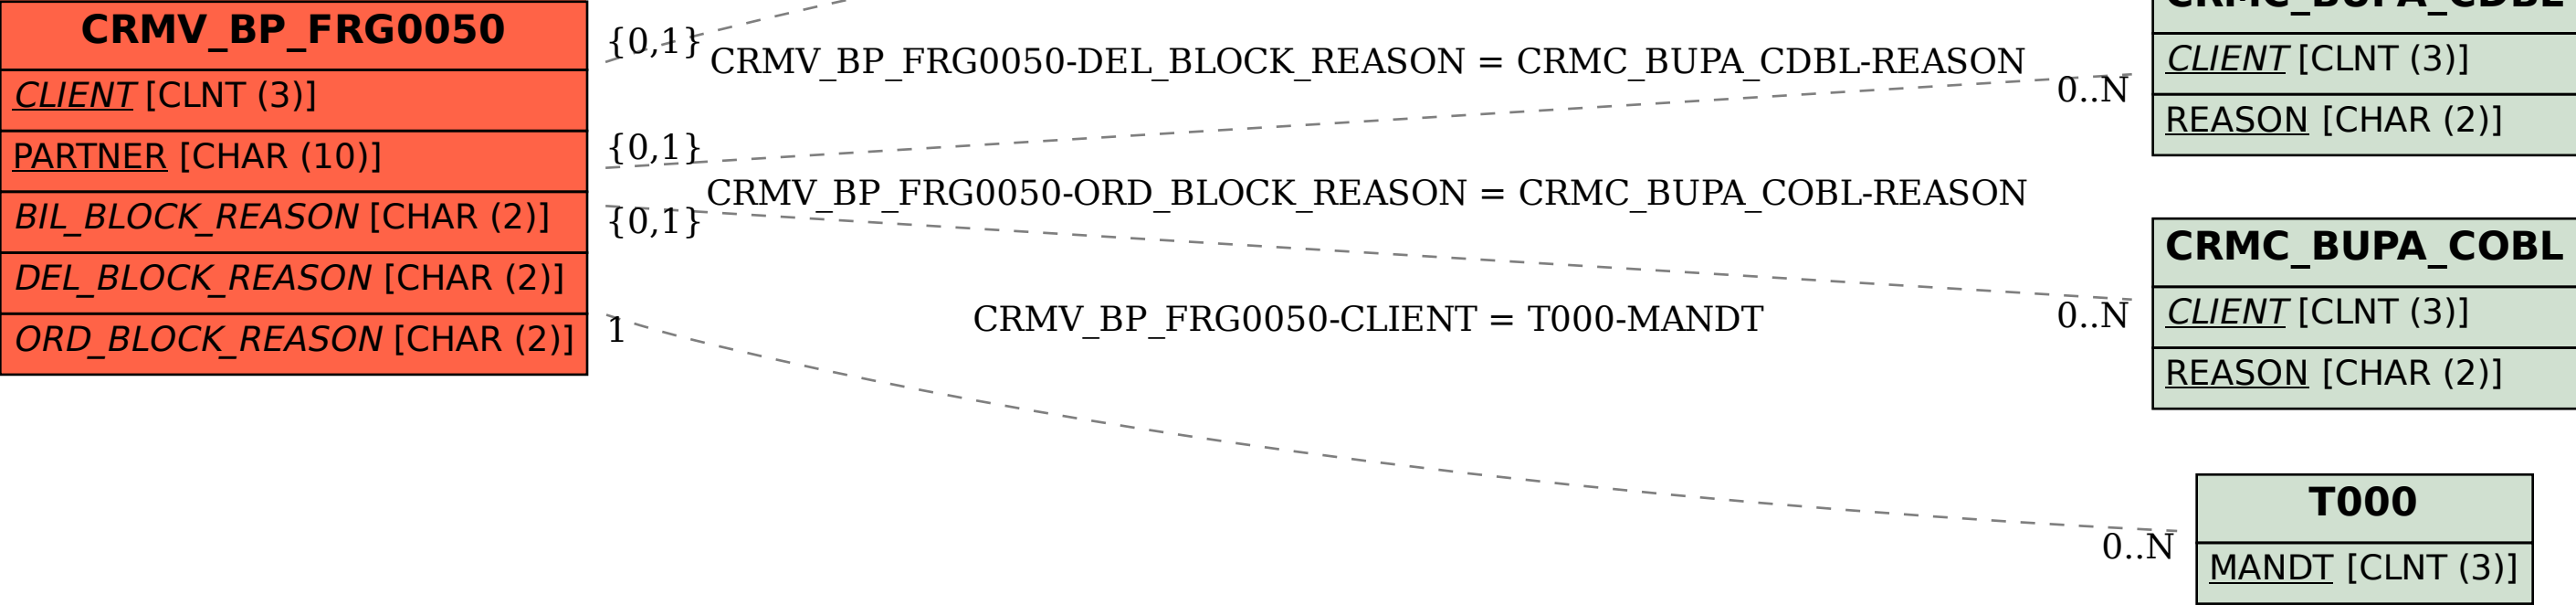 CRMV_BP_FRG0050
CLIENT [CLNT (3)]
PARTNER [CHAR (10)]
BIL_BLOCK_REASON [CHAR (2)]
DEL_BLOCK_REASON [CHAR (2)]
ORD_BLOCK_REASON [CHAR (2)]
{0,1}
CRMV_BP_FRG0050-DEL_BLOCK_REASON = CRMC_BUPA_CDBL-REASON
0..N
{0,1}
CRMV_BP_FRG0050-ORD_BLOCK_REASON = CRMC_BUPA_COBL-REASON
{0,1}
0..N
CRMV_BP_FRG0050-CLIENT = T000-MANDT
1
0..N
CRMC_BUPA_CDBL
CLIENT [CLNT (3)]
REASON [CHAR (2)]
CRMC_BUPA_COBL
CLIENT [CLNT (3)]
REASON [CHAR (2)]
T000
MANDT [CLNT (3)]